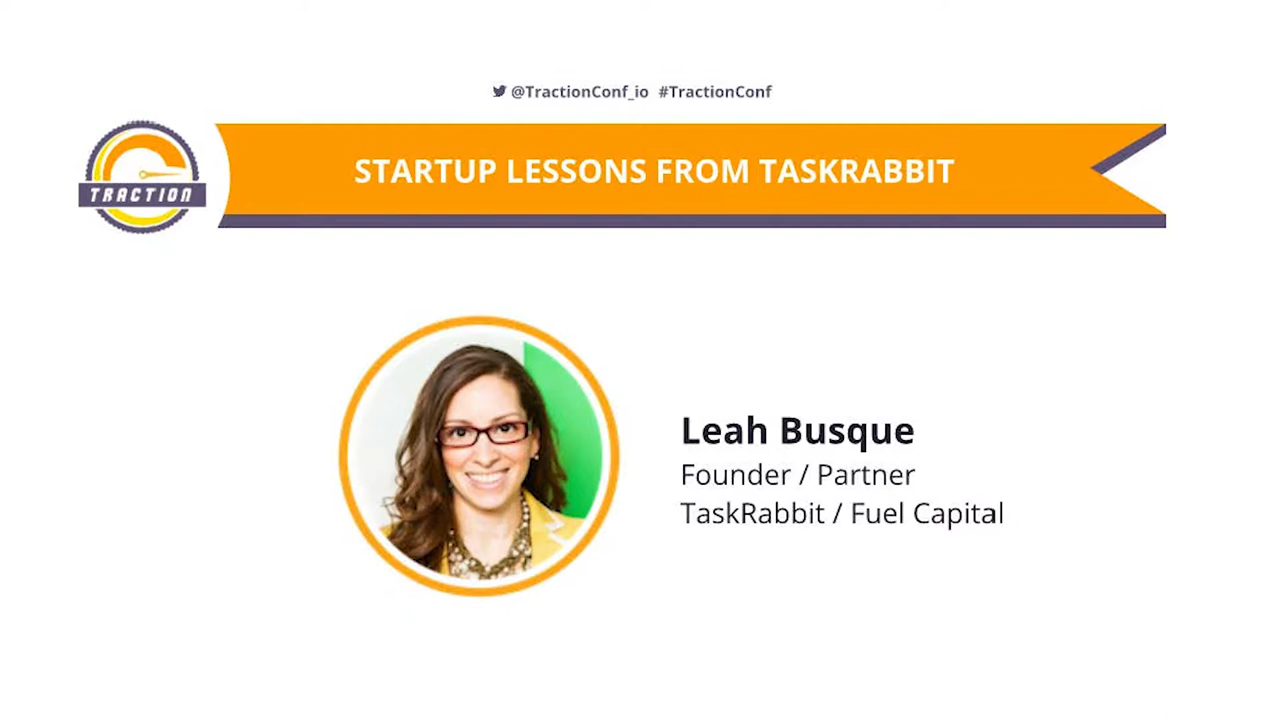 @TractionConf_io #TractionConf
TRACTION
STARTUP LESSONS FROM TASKRABBIT
Leah Busque
Founder / Partner
TaskRabbit / Fuel Capital